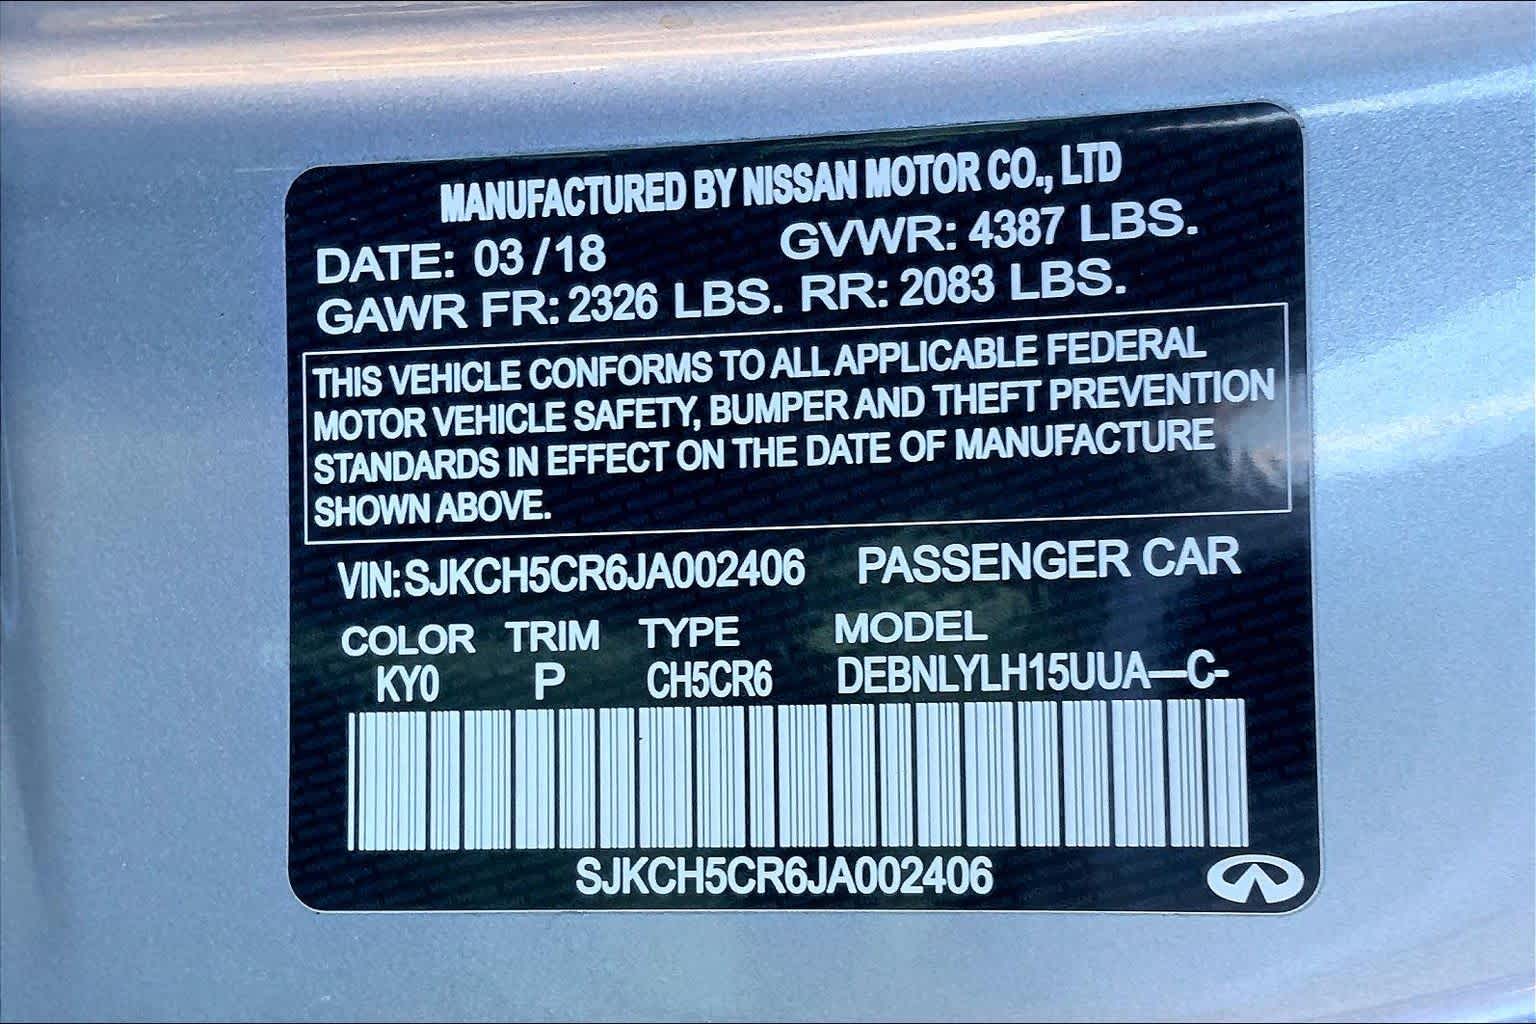 MANUFACTURED BY NISSAN MOTOR CO., LTD
DATE: 03/18 GVWR: 4387 LBS.
GAWR FR: 2326 LBS. RR: 2083 LBS.
THIS VEHICLE CONFORMS TO ALL APPLICABLE FEDERAL
MOTOR VEHICLE SAFETY, BUMPER AND THEFT PREVENTION
STANDARDS IN EFFECT ON THE DATE OF MANUFACTURE
SHOWN ABOVE.
VIN: SJKCH5CR6JA002406 PASSENGER CAR
COLOR TRIM TYPE MODEL
KY0 P CH5CR6 DEBNLYLH15UUA—C-
SJKCH5CR6JA002406